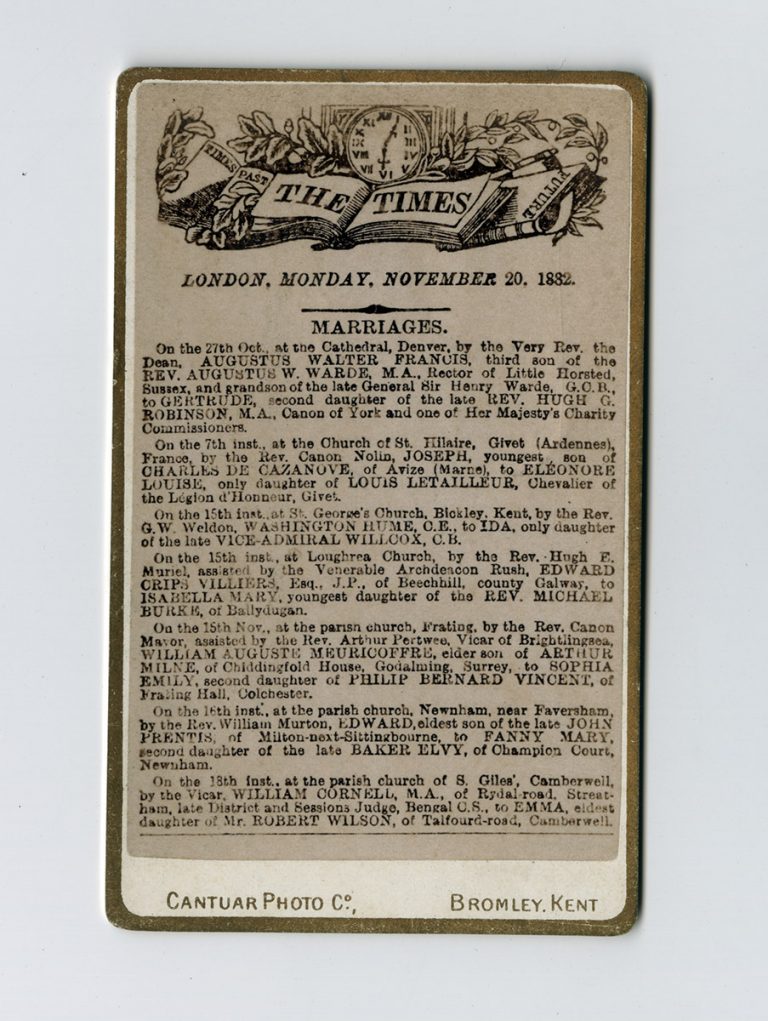 TIMES
PAST
THE TIMES
FUTURE
LONDON, MONDAY, NOVEMBER 20. 1882.
MARRIAGES.
On the 27th Oct., at the Cathedral, Denver, by the Very Rev. the
Dean, AUGUSTUS WALTER FRANCIS, third son of the
REV. AUGUSTUS W. WARDE, M.A., Rector of Little Horsted,
Sussex, and grandson of the late General Sir Henry Warde, G.C.B.,
to GERTRUDE, second daughter of the late REV. HUGH G.
ROBINSON, M.A., Canon of York and one of Her Majesty's Charity
Commissioners.
On the 7th inst., at the Church of St. Hilaire, Givet (Ardennes),
France, by the Rev. Canon Nolin, JOSEPH, youngest son of
CHARLES DE CAZANOVE, of Avize (Marne), to ELÉONORE
LOUISE, only daughter of LOUIS LETAILLEUR, Chevalier of
the Légion d'Honneur, Givet.
On the 15th inst., at St. George's Church, Bickley, Kent, by the Rev.
G.W. Weldon, WASHINGTON HUME, C.E., to IDA, only daughter
of the late VICE-ADMIRAL WILLCOX, C.B.
On the 15th inst., at Loughrea Church, by the Rev. Hugh E.
Muriel, assisted by the Venerable Archdeacon Rush, EDWARD
CRIPS VILLIERS, Esq., J.P., of Beechhill, county Galway, to
ISABELLA MARY, youngest daughter of the REV. MICHAEL
BURKE, of Ballydugan.
On the 15th Nov., at the parish church, Frating, by the Rev. Canon
Mavor, assisted by the Rev. Arthur Pertwee, Vicar of Brightlingsea,
WILLIAM AUGUSTE MEURICOFFRE, elder son of ARTHUR
MILNE, of Chiddingfold House, Godalming, Surrey, to SOPHIA
EMILY, second daughter of PHILIP BERNARD VINCENT, of
Frating Hall, Colchester.
On the 16th inst., at the parish church, Newnham, near Faversham,
by the Rev. William Murton, EDWARD, eldest son of the late JOHN
PRENTIS, of Milton-next-Sittingbourne, to FANNY MARY,
second daughter of the late BAKER ELVY, of Champion Court,
Newnham.
On the 18th inst., at the parish church of S. Giles', Camberwell,
by the Vicar, WILLIAM CORNELL, M.A., of Rydal-road, Streat-
ham, late District and Sessions Judge, Bengal C.S., to EMMA, eldest
daughter of Mr. ROBERT WILSON, of Talfourd-road, Camberwell.
CANTUAR PHOTO Co., BROMLEY. KENT